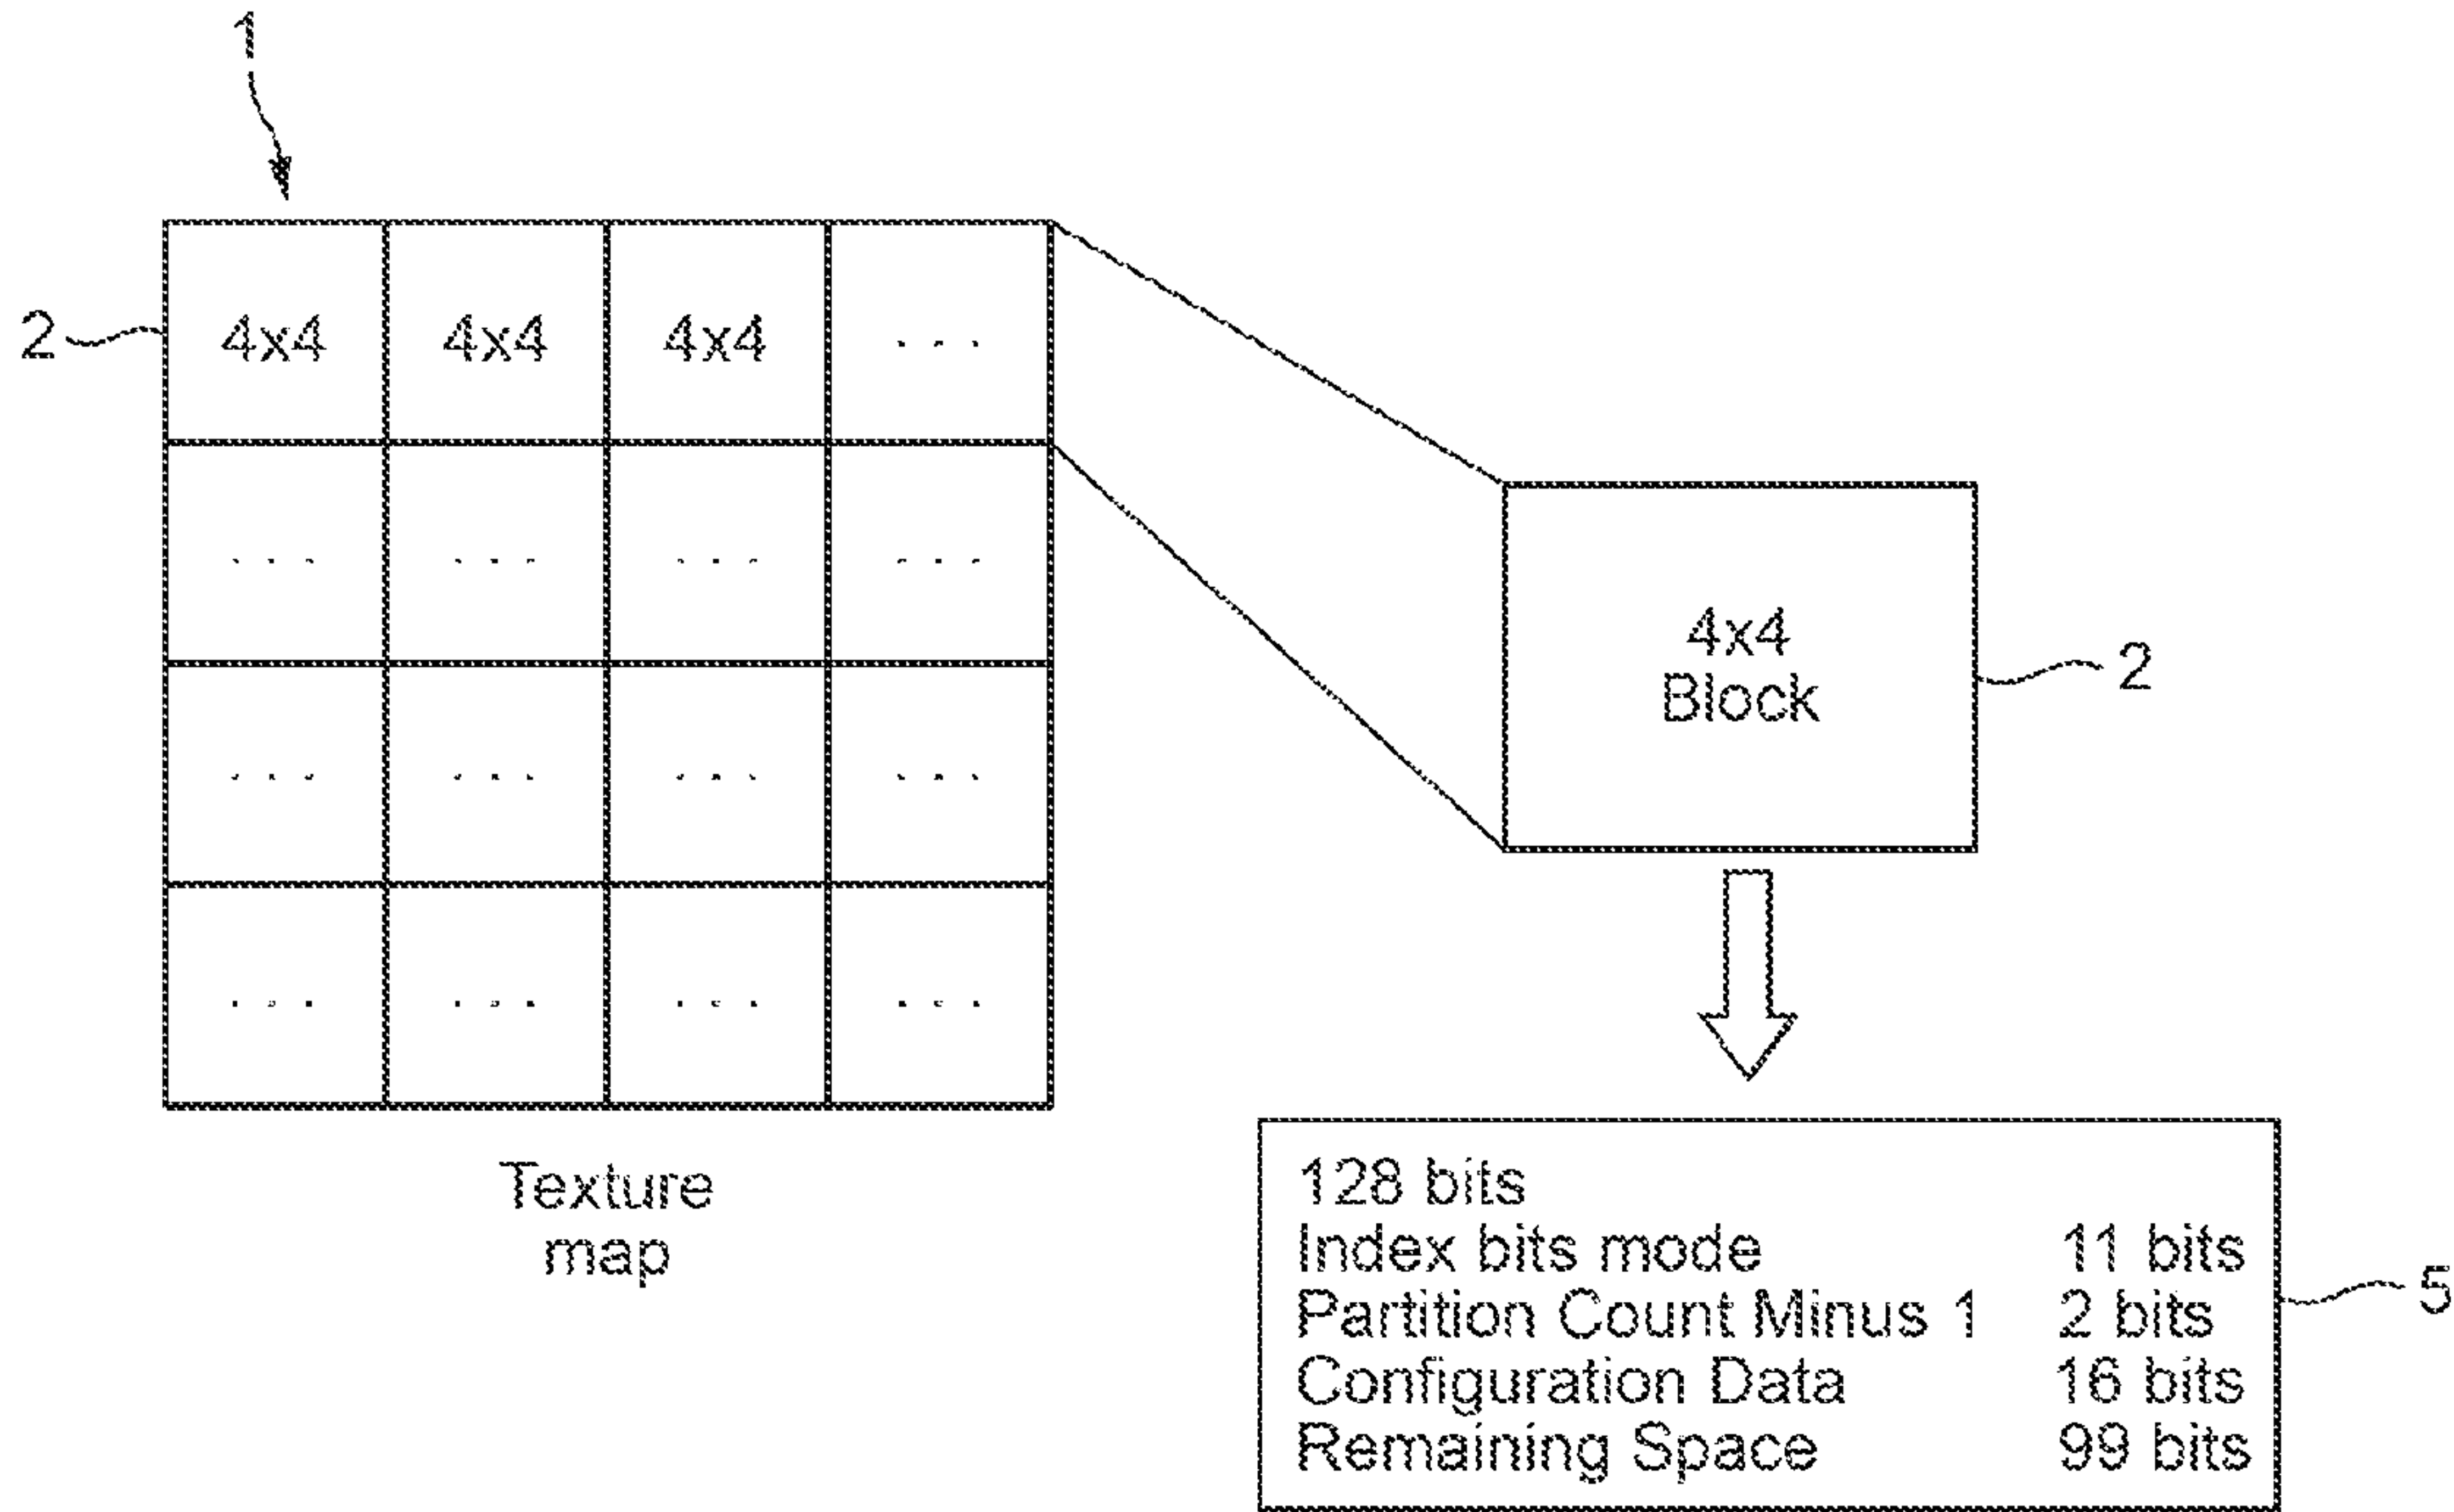 1
2
4x4 4x4 4x4 ...
... ... ... ...
... ... ... ...
... ... ... ...
Texture
map
4x4
Block
2
128 bits
Index bits mode 11 bits
Partition Count Minus 1 2 bits
Configuration Data 16 bits
Remaining Space 99 bits
5